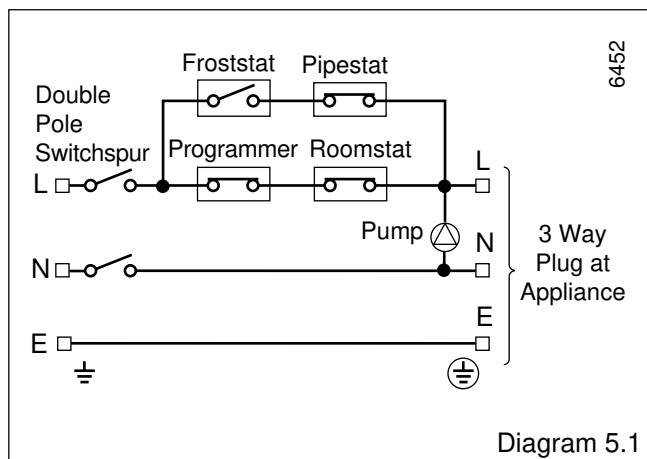 6452
Froststat
Pipestat
Double
Pole
Switchspur
Programmer
Roomstat
L
L
Pump
N
N
3 Way
Plug at
Appliance
E
E
Diagram 5.1